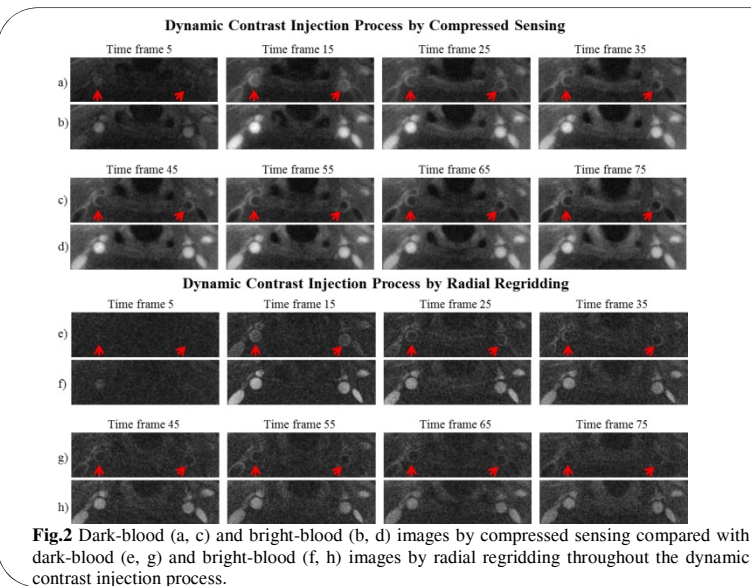 Dynamic Contrast Injection Process by Compressed Sensing
Time frame 5 Time frame 15 Time frame 25 Time frame 35
a)
b)
Time frame 45 Time frame 55 Time frame 65 Time frame 75
c)
d)
Dynamic Contrast Injection Process by Radial Regridding
Time frame 5 Time frame 15 Time frame 25 Time frame 35
e)
f)
Time frame 45 Time frame 55 Time frame 65 Time frame 75
g)
h)
Fig.2 Dark-blood (a, c) and bright-blood (b, d) images by compressed sensing compared with
dark-blood (e, g) and bright-blood (f, h) images by radial regridding throughout the dynamic
contrast injection process.